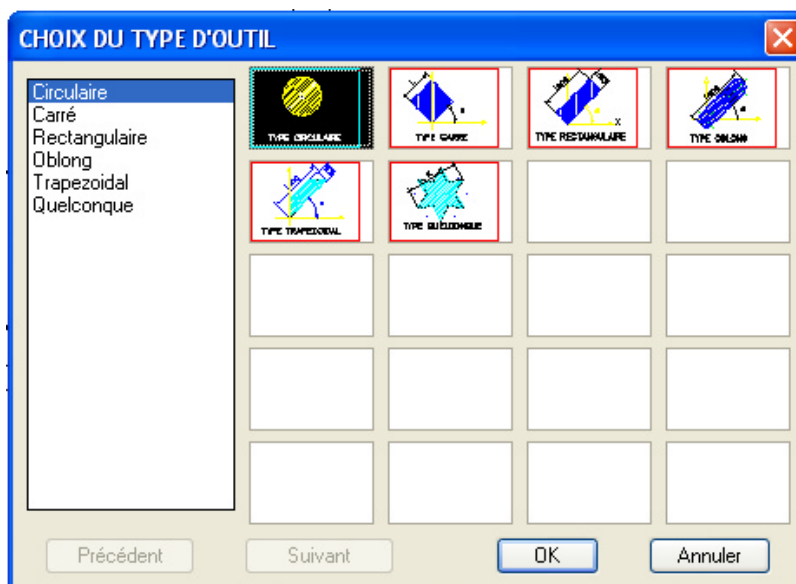 CHOIX DU TYPE D'OUTIL
Circulaire
Carré
Rectangulaire
Oblong
Trapezoidal
Quelconque
TYPE CIRCULAIRE
TYPE CARRE
TYPE RECTANGULAIRE
X
TYPE OBLONG
TYPE TRAPEZOIDAL
TYPE QUELCONQUE
Précédent
Suivant
OK
Annuler